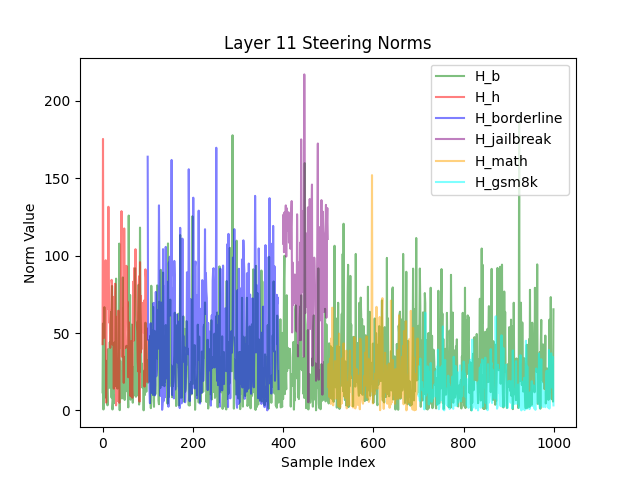 Layer 11 Steering Norms
Norm Value
200
150
100
50
0
H_b
H_h
H_borderline
H_jailbreak
H_math
H_gsm8k
0 200 400 600 800 1000
Sample Index